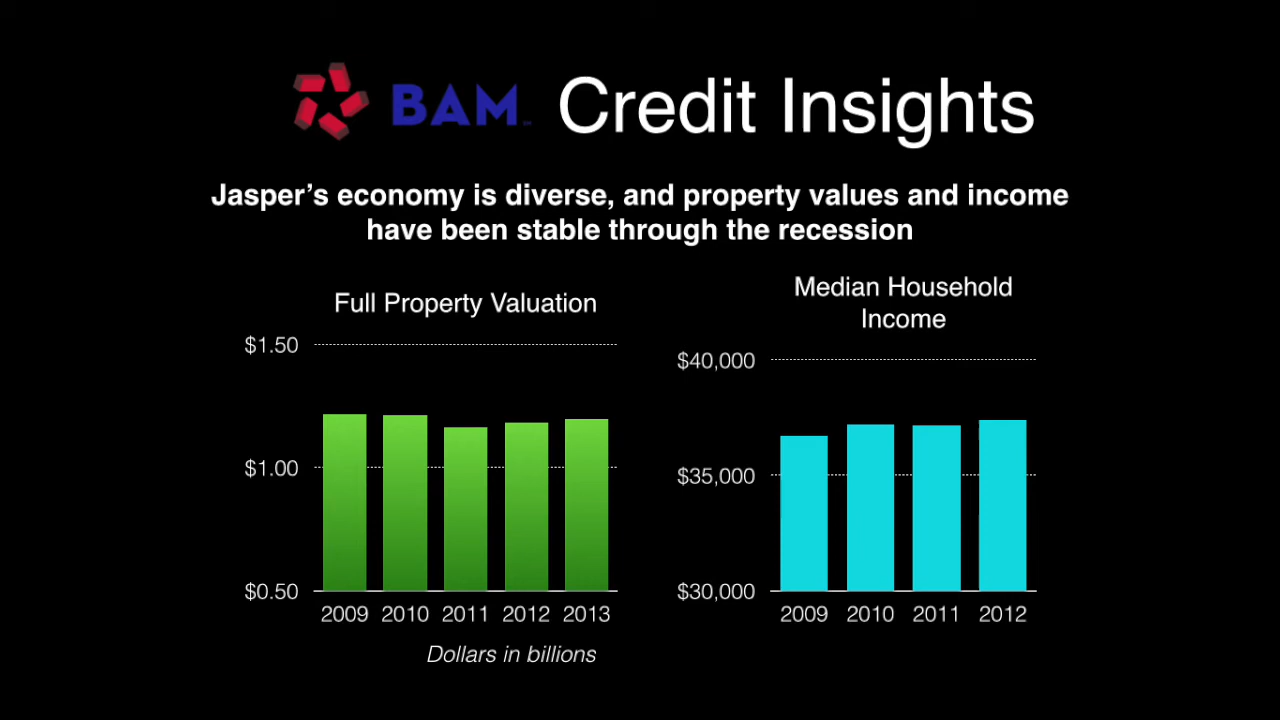 BAM Credit Insights
Jasper's economy is diverse, and property values and income
have been stable through the recession
Full Property Valuation
$1.50
$1.00
$0.50
2009 2010 2011 2012 2013
Dollars in billions
Median Household
Income
$40,000
$35,000
$30,000
2009 2010 2011 2012